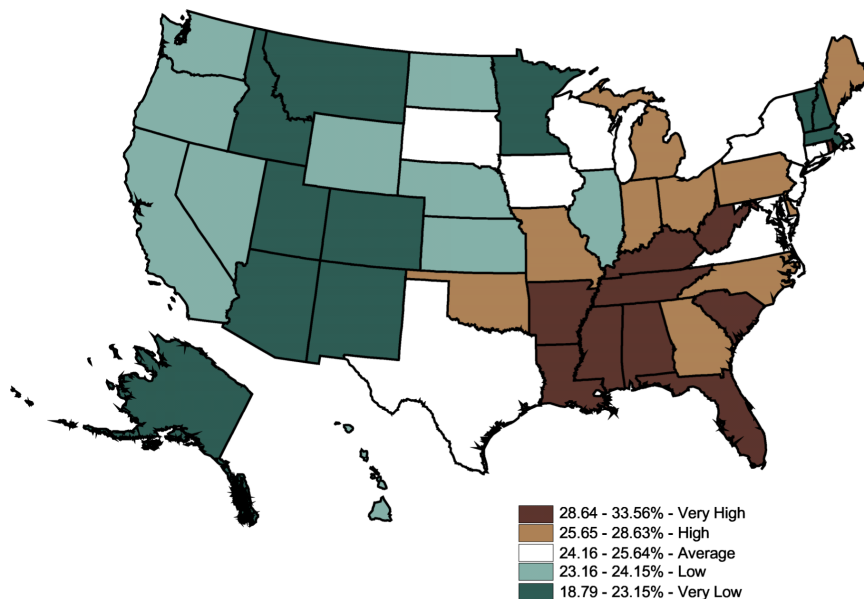 28.64 - 33.56% - Very High
25.65 - 28.63% - High
24.16 - 25.64% - Average
23.16 - 24.15% - Low
18.79 - 23.15% - Very Low